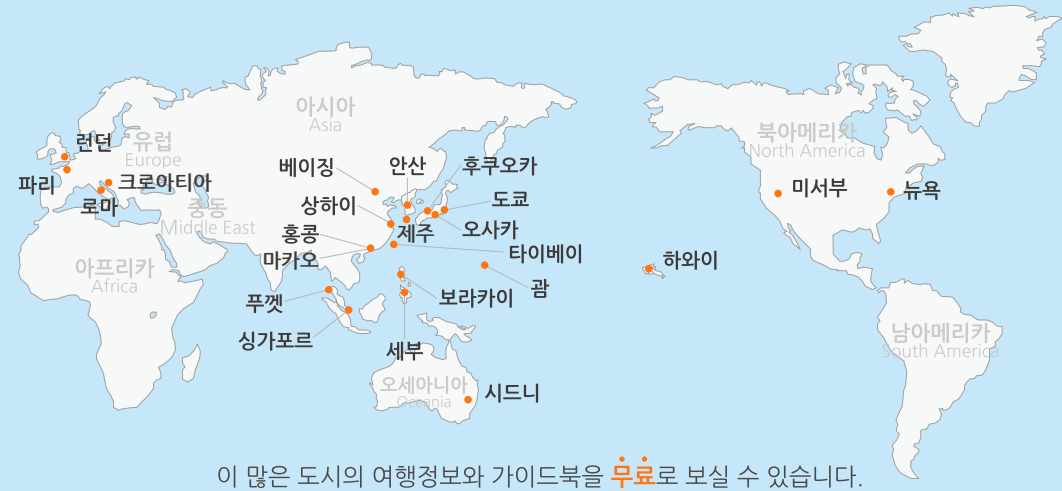 아시아
Asia
북아메리카
North America
런던
유럽
Europe
베이징
안산
후쿠오카
파리
크로아티아
미서부
뉴욕
로마
중동
Middle East
상하이
도쿄
홍콩
제주
오사카
마카오
타이베이
하와이
아프리카
Africa
푸껫
보라카이
괌
싱가포르
세부
남아메리카
South America
오세아니아
Oceania
시드니
이 많은 도시의 여행정보와 가이드북을 무료로 보실 수 있습니다.